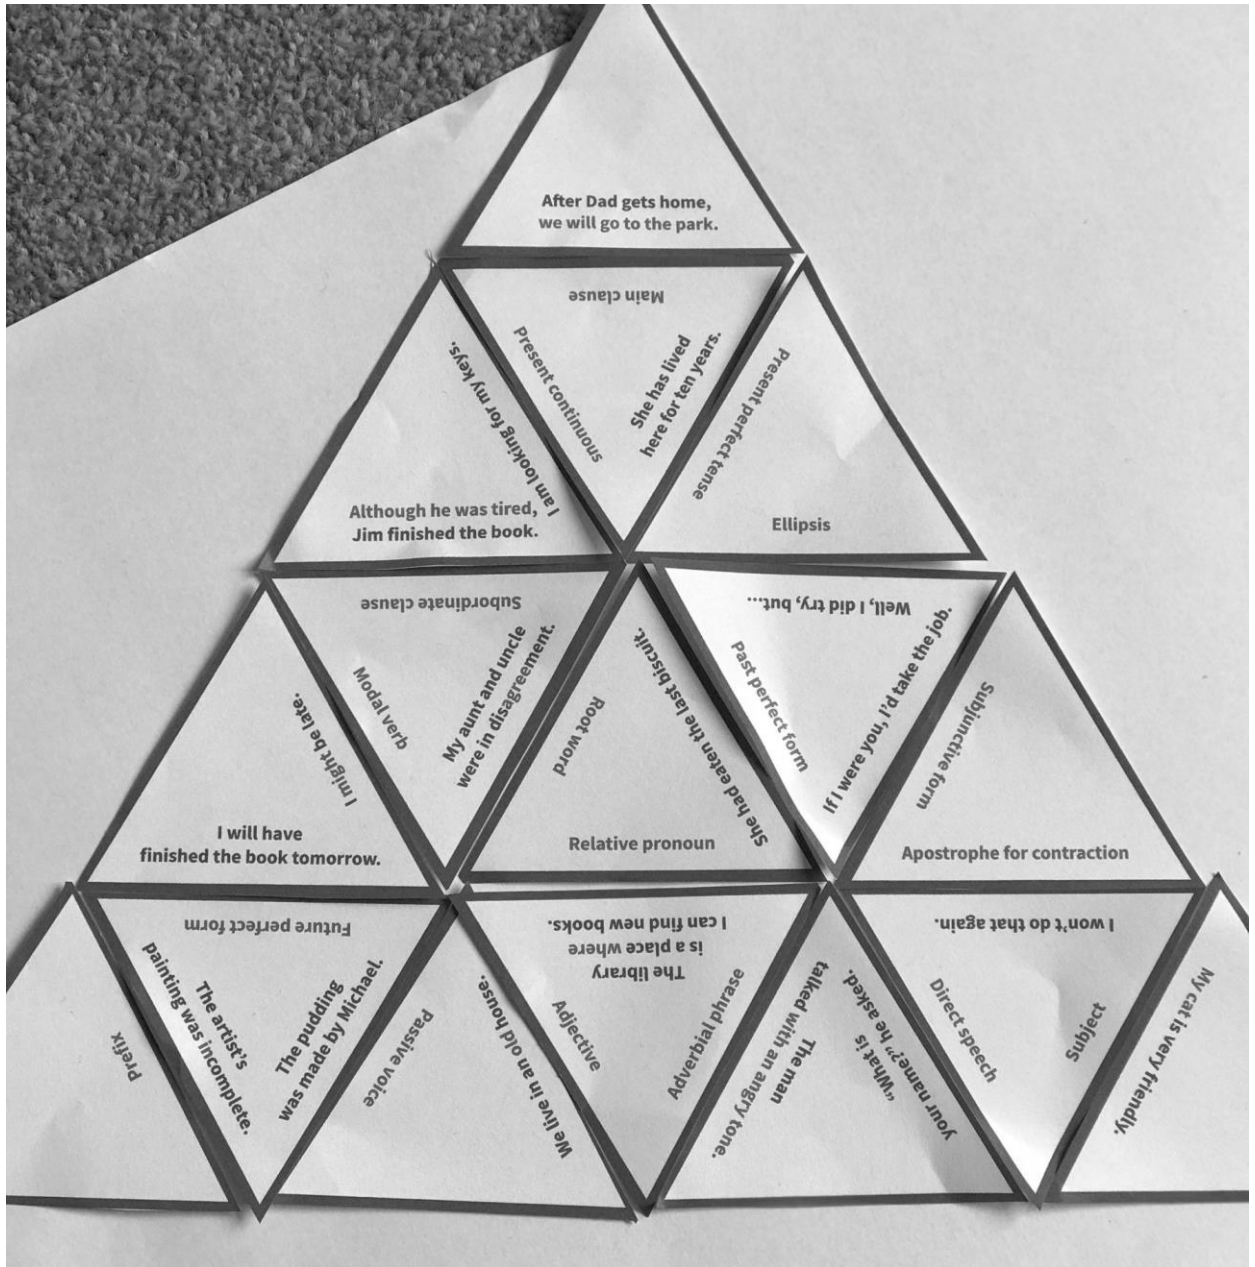 After Dad gets home,
we will go to the park.
Main clause
Present continuous
She has lived
here for ten years.
I am looking for my keys.
Although he was tired,
Jim finished the book.
Present perfect tense
Ellipsis
Subordinate clause
Modal verb
My aunt and uncle
were in disagreement.
I might be late.
I will have
finished the book tomorrow.
Root word
She had eaten the last biscuit.
Relative pronoun
Well, I did try, but...
Past perfect form
If I were you, I'd take the job.
Subjunctive form
Apostrophe for contraction
Prefix
Future perfect form
The artist's
painting was incomplete.
The pudding
was made by Michael.
Passive voice
We live in an old house.
The library
is a place where
I can find new books.
Adjective
Adverbial phrase
The man
talked with an angry tone.
“What is
your name?” he asked.
I won't do that again.
Direct speech
Subject
My cat is very friendly.